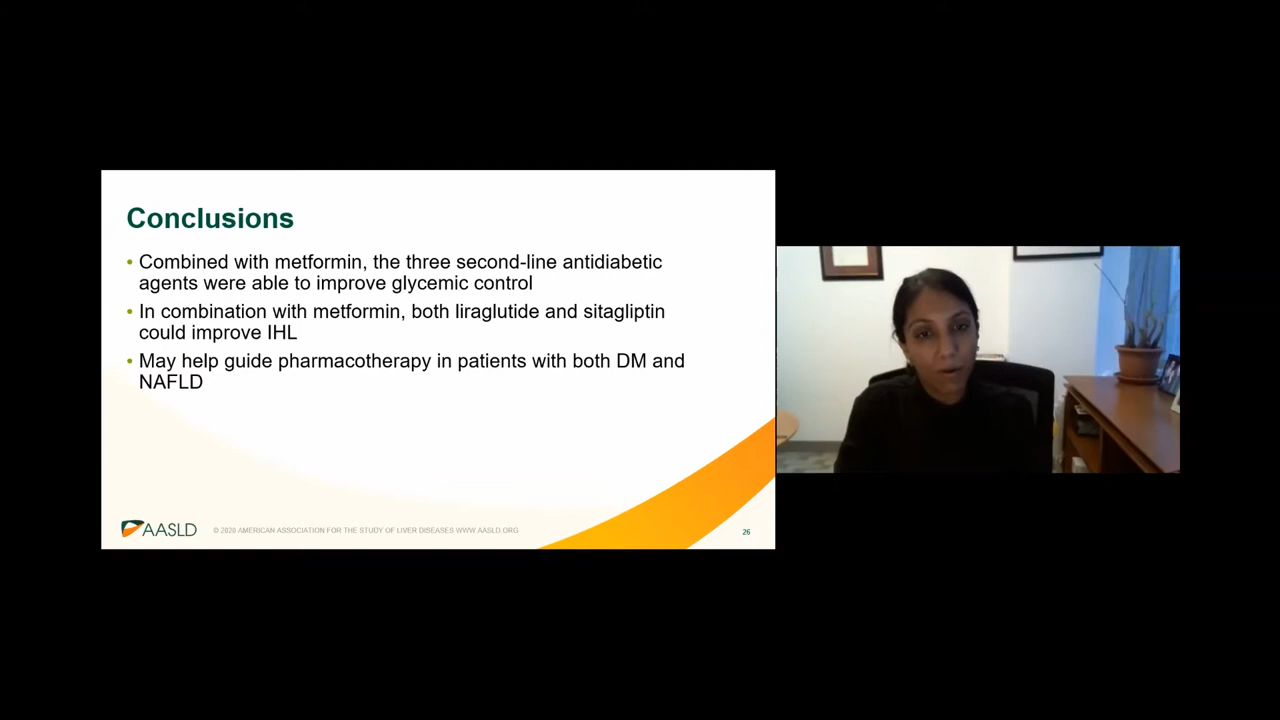 Conclusions
• Combined with metformin, the three second-line antidiabetic
agents were able to improve glycemic control
• In combination with metformin, both liraglutide and sitagliptin
could improve IHL
• May help guide pharmacotherapy in patients with both DM and
NAFLD
AASLD
© 2020 AMERICAN ASSOCIATION FOR THE STUDY OF LIVER DISEASES WWW.AASLD.ORG
26